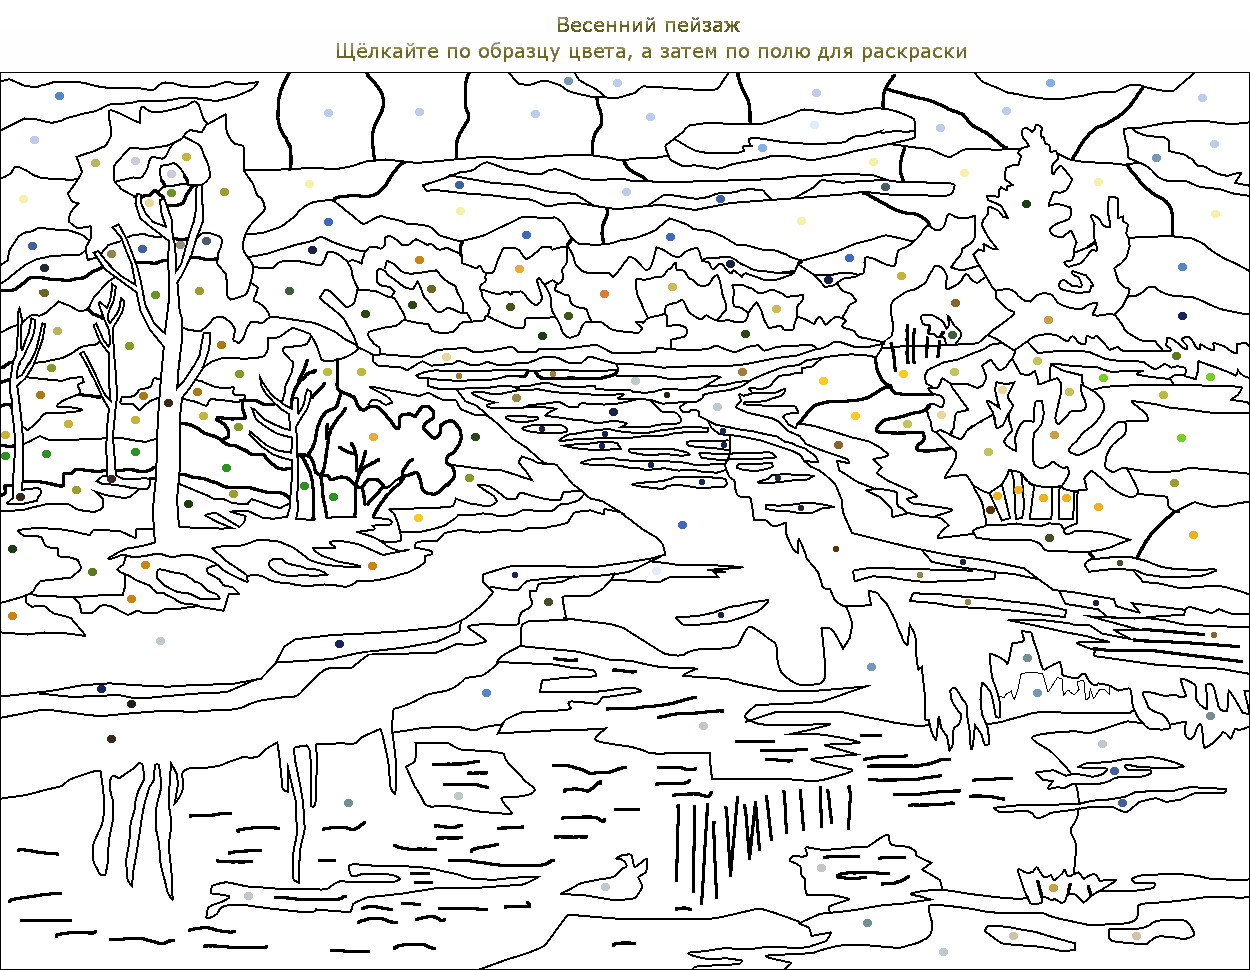 Весенний пейзаж
Щёлкайте по образцу цвета, а затем по полю для раскраски